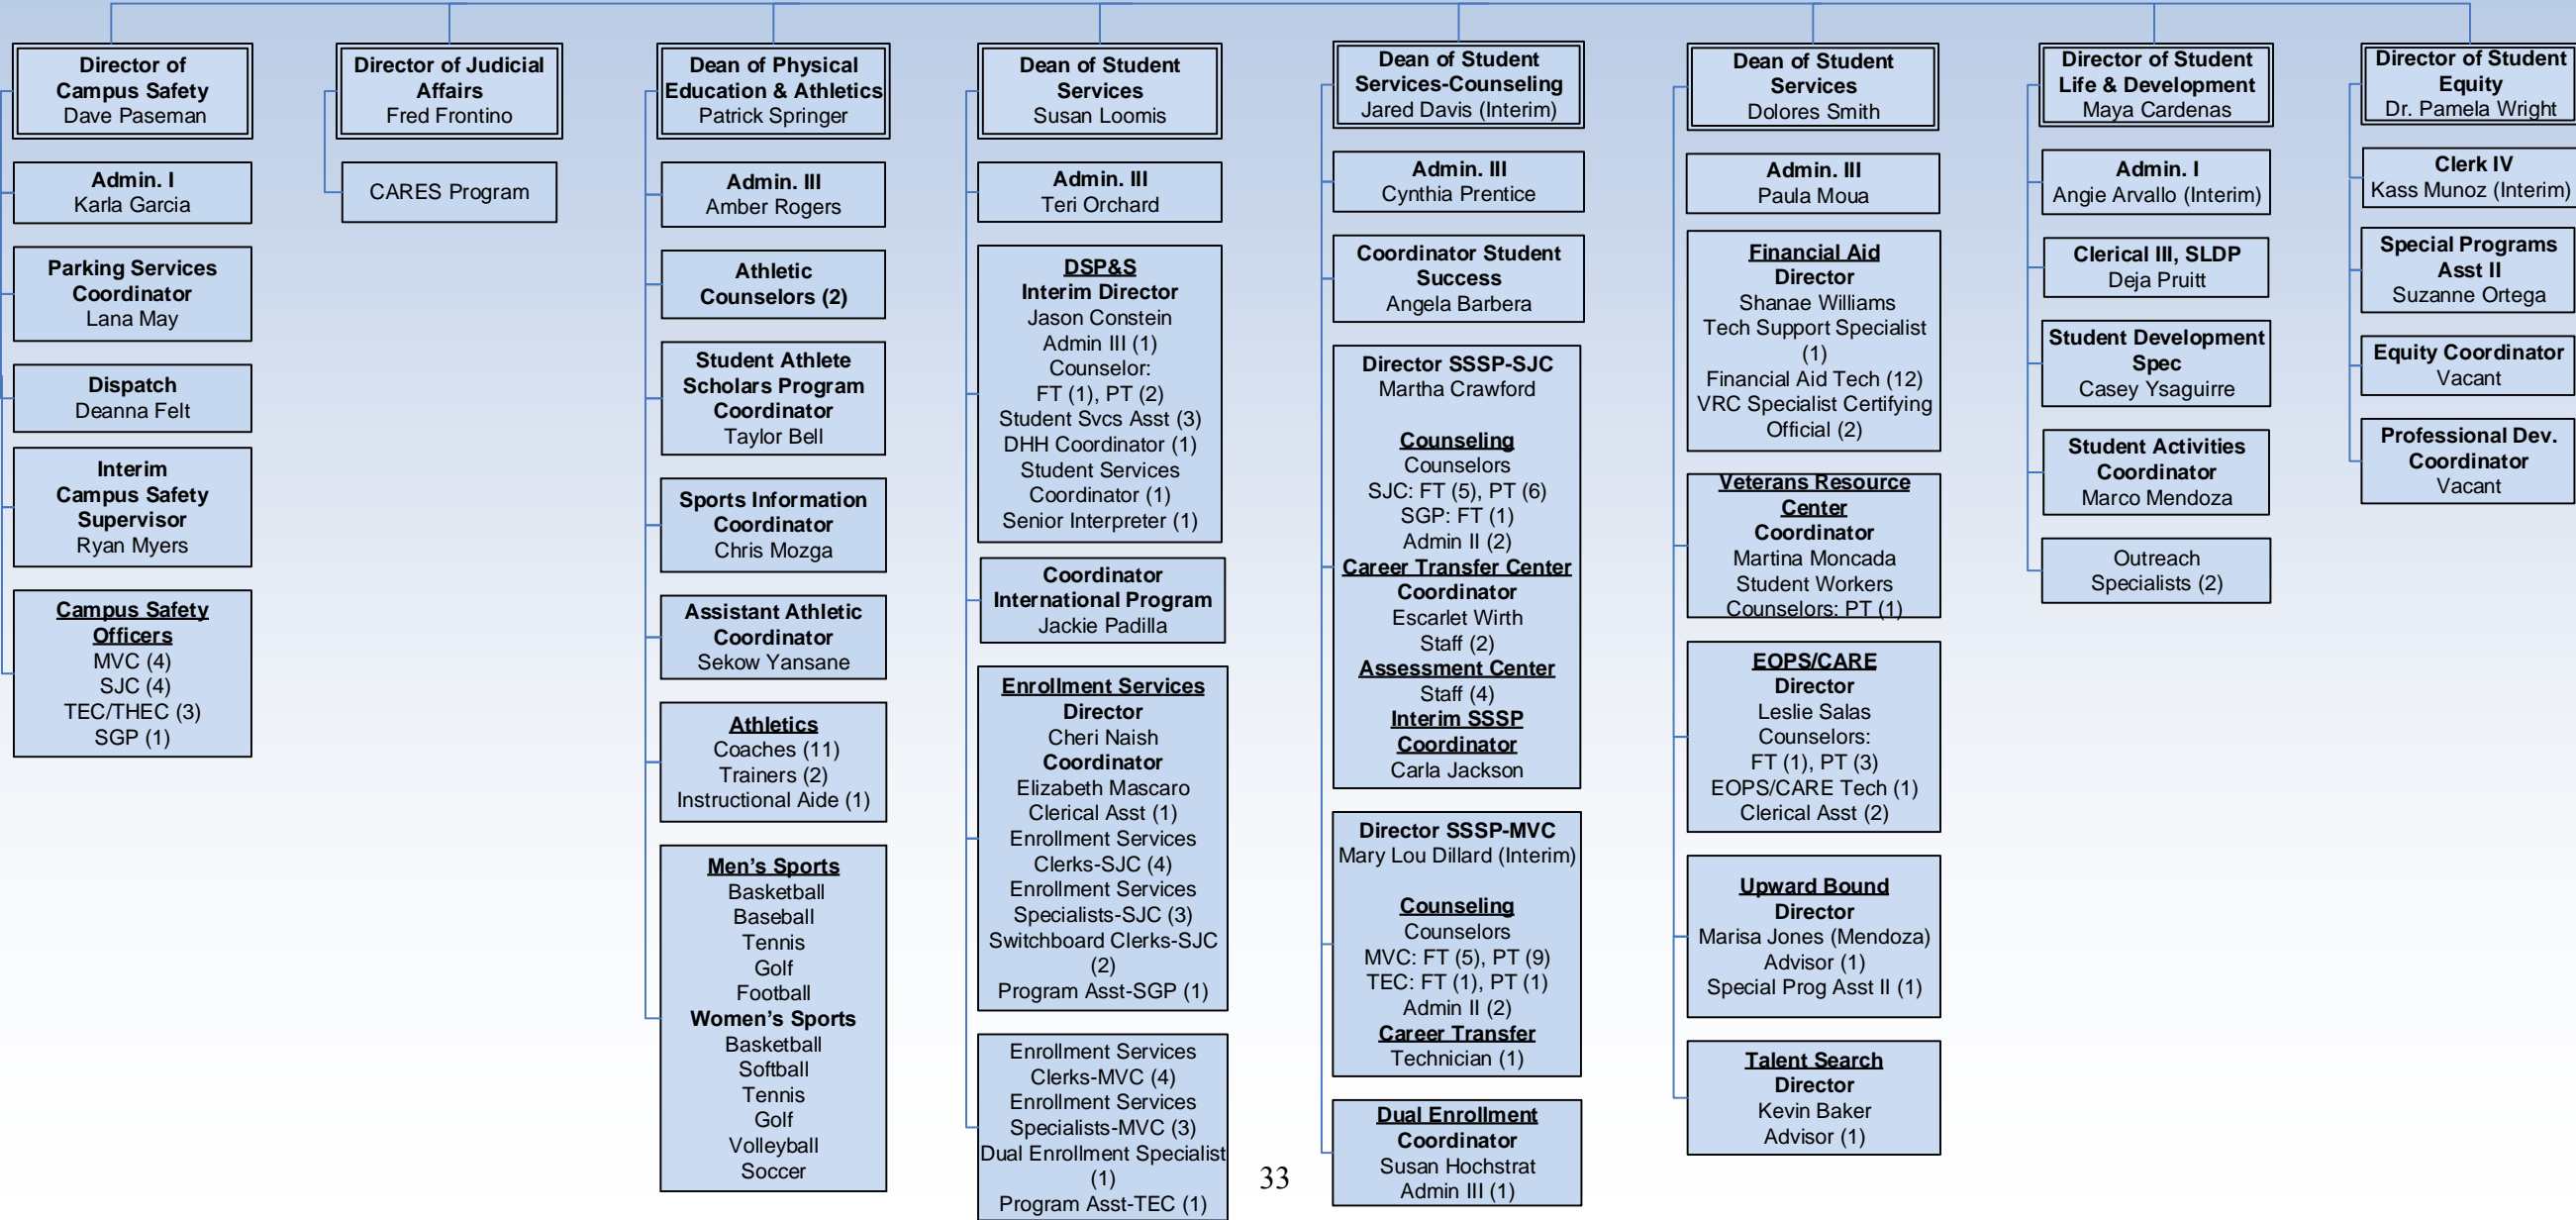 Director of
Campus Safety
Dave Paseman
Admin. I
Karla Garcia
Parking Services
Coordinator
Lana May
Dispatch
Deanna Felt
Interim
Campus Safety
Supervisor
Ryan Myers
Campus Safety
Officers
MVC (4)
SJC (4)
TEC/THEC (3)
SGP (1)
Director of Judicial
Affairs
Fred Frontino
CARES Program
Dean of Physical
Education & Athletics
Patrick Springer
Admin. III
Amber Rogers
Athletic
Counselors (2)
Student Athlete
Scholars Program
Coordinator
Taylor Bell
Sports Information
Coordinator
Chris Mozga
Assistant Athletic
Coordinator
Sekow Yansane
Athletics
Coaches (11)
Trainers (2)
Instructional Aide (1)
Men’s Sports
Basketball
Baseball
Tennis
Golf
Football
Women’s Sports
Basketball
Softball
Tennis
Golf
Volleyball
Soccer
Dean of Student
Services
Susan Loomis
Admin. III
Teri Orchard
DSP&S
Interim Director
Jason Constein
Admin III (1)
Counselor:
FT (1), PT (2)
Student Svcs Asst (3)
DHH Coordinator (1)
Student Services
Coordinator (1)
Senior Interpreter (1)
Coordinator
International Program
Jackie Padilla
Enrollment Services
Director
Cheri Naish
Coordinator
Elizabeth Mascaro
Clerical Asst (1)
Enrollment Services
Clerks-SJC (4)
Enrollment Services
Specialists-SJC (3)
Switchboard Clerks-SJC
(2)
Program Asst-SGP (1)
Enrollment Services
Clerks-MVC (4)
Enrollment Services
Specialists-MVC (3)
Dual Enrollment Specialist
(1)
Program Asst-TEC (1)
Dean of Student
Services-Counseling
Jared Davis (Interim)
Admin. III
Cynthia Prentice
Coordinator Student
Success
Angela Barbera
Director SSSP-SJC
Martha Crawford
Counseling
Counselors
SJC: FT (5), PT (6)
SGP: FT (1)
Admin II (2)
Career Transfer Center
Coordinator
Escarlet Wirth
Staff (2)
Assessment Center
Staff (4)
Interim SSSP
Coordinator
Carla Jackson
Director SSSP-MVC
Mary Lou Dillard (Interim)
Counseling
Counselors
MVC: FT (5), PT (9)
TEC: FT (1), PT (1)
Admin II (2)
Career Transfer
Technician (1)
Dual Enrollment
Coordinator
Susan Hochstrat
Admin III (1)
Dean of Student
Services
Dolores Smith
Admin. III
Paula Moua
Financial Aid
Director
Shanae Williams
Tech Support Specialist
(1)
Financial Aid Tech (12)
VRC Specialist Certifying
Official (2)
Veterans Resource
Center
Coordinator
Martina Moncada
Student Workers
Counselors: PT (1)
EOPS/CARE
Director
Leslie Salas
Counselors:
FT (1), PT (3)
EOPS/CARE Tech (1)
Clerical Asst (2)
Upward Bound
Director
Marisa Jones (Mendoza)
Advisor (1)
Special Prog Asst II (1)
Talent Search
Director
Kevin Baker
Advisor (1)
Director of Student
Life & Development
Maya Cardenas
Admin. I
Angie Arvallo (Interim)
Clerical III, SLDP
Deja Pruitt
Student Development
Spec
Casey Ysaguirre
Student Activities
Coordinator
Marco Mendoza
Outreach
Specialists (2)
Director of Student
Equity
Dr. Pamela Wright
Clerk IV
Kass Munoz (Interim)
Special Programs
Asst II
Suzanne Ortega
Equity Coordinator
Vacant
Professional Dev.
Coordinator
Vacant
33